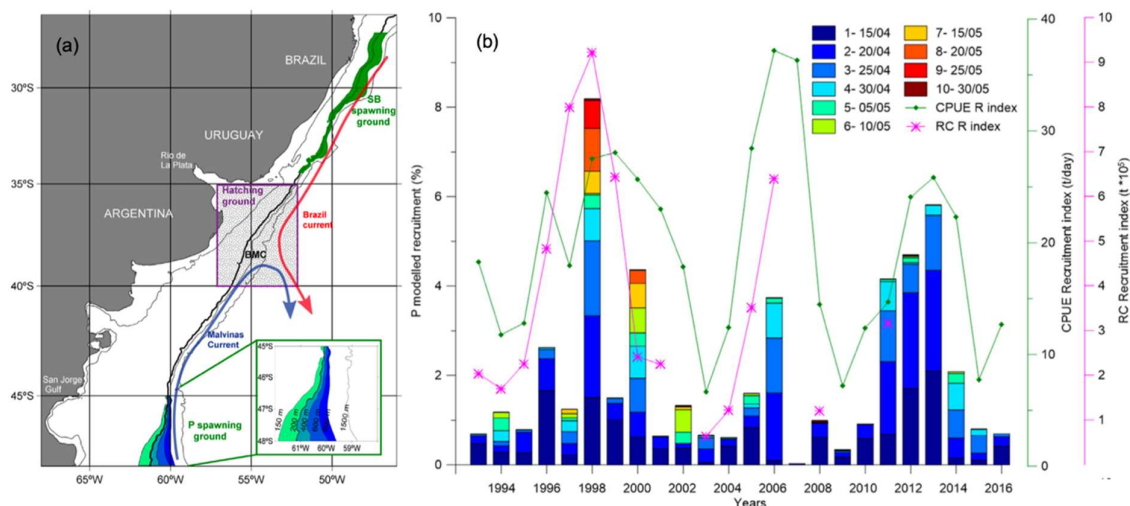 (a)
BRAZIL
30°S
SB
spawning
ground
URUGUAY
Rio de
La Plata
35°S
Hatching
ground
ARGENTINA
Brazil
current
BMC
40°S
Malvinas
Current
San Jorge
Gulf
45°S
P spawning
ground
45°S
46°S
47°S
48°S
150 m
200 m
400 m
1500 m
61°W 60°W 59°W
65°W 60°W 55°W 50°W
(b)
P modelled recruitment (%)
10
8
6
4
2
0
1- 15/04
2- 20/04
3- 25/04
4- 30/04
5- 05/05
6- 10/05
7- 15/05
8- 20/05
9- 25/05
10- 30/05
CPUE R index
RC R index
1994 1996 1998 2000 2002 2004 2006 2008 2010 2012 2014 2016
Years
40
30
20
10
0
CPUE Recruitment index (t/day)
10
9
8
7
6
5
4
3
2
1
RC Recruitment index (t *10⁵)